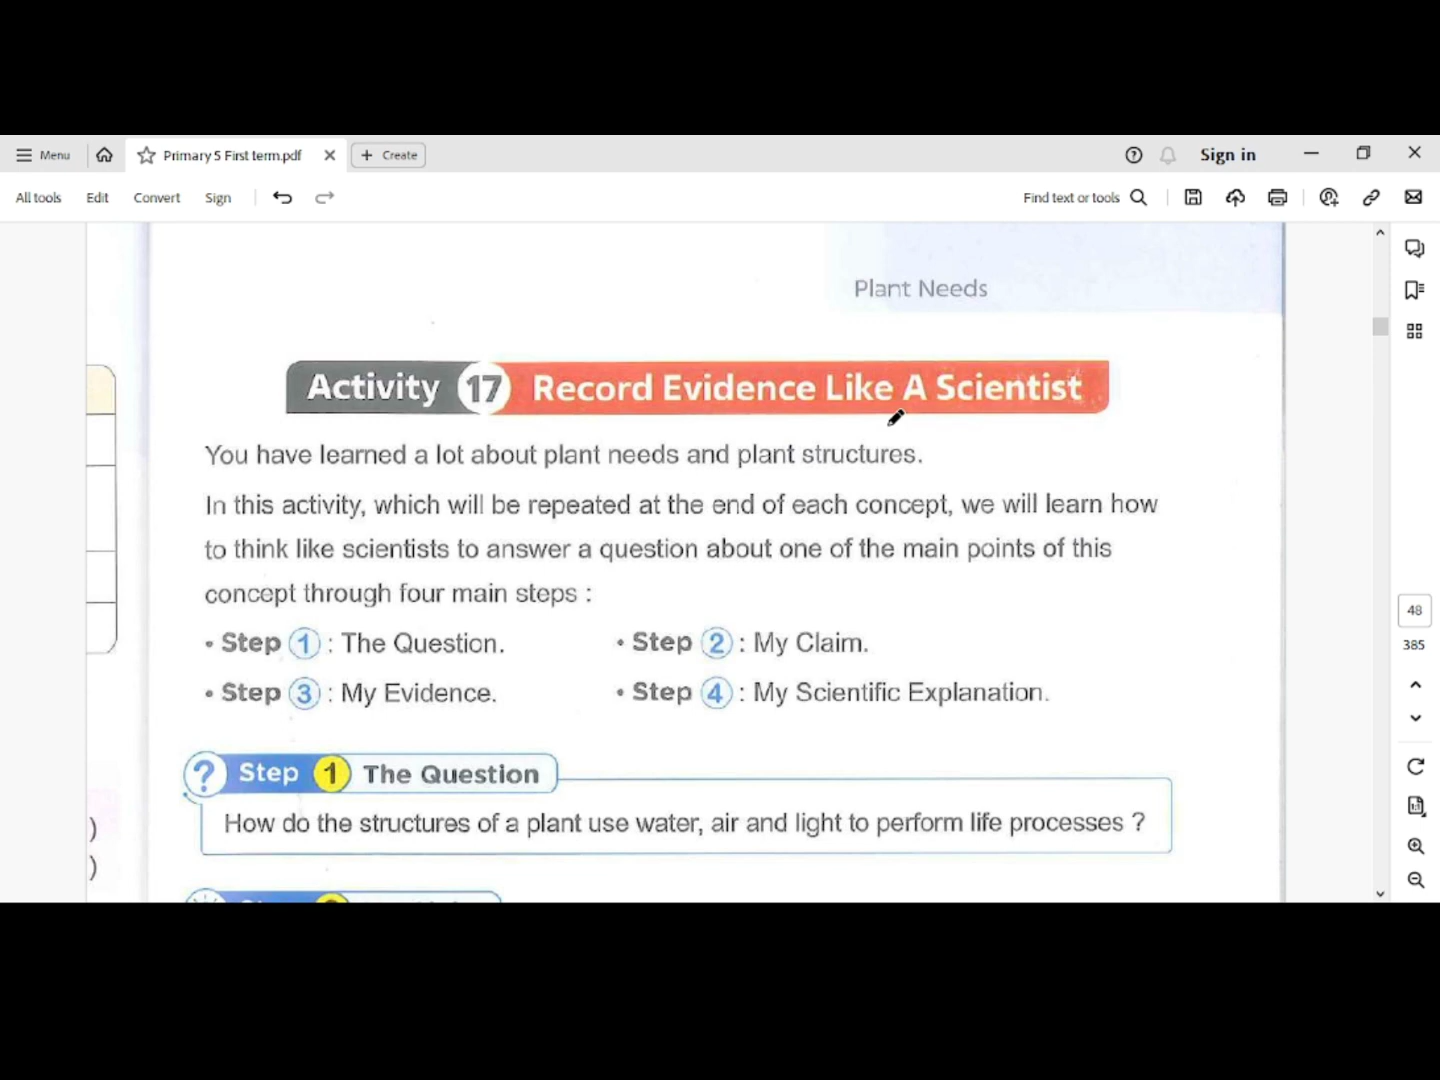 Menu
Primary 5 First term.pdf
Create
Sign in
All tools
Edit
Convert
Sign
Find text or tools
Plant Needs
Activity 17 Record Evidence Like A Scientist
You have learned a lot about plant needs and plant structures.
In this activity, which will be repeated at the end of each concept, we will learn how
to think like scientists to answer a question about one of the main points of this
concept through four main steps :
• Step 1 : The Question.
• Step 2 : My Claim.
• Step 3 : My Evidence.
• Step 4 : My Scientific Explanation.
? Step 1 The Question
How do the structures of a plant use water, air and light to perform life processes ?
)
)
48
385